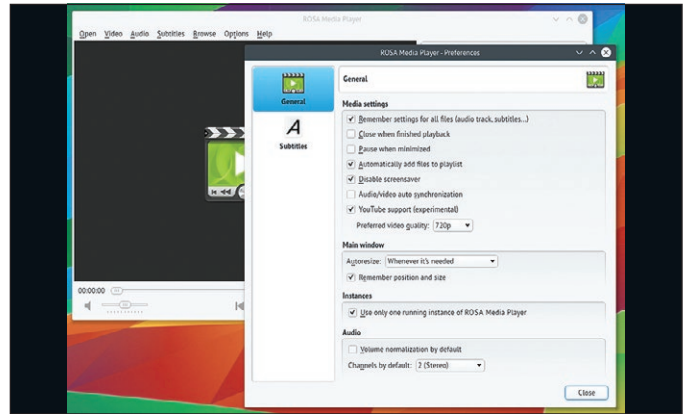 ROSA Media Player
Open Video Audio Subtitles Browse Options Help
ROSA Media Player - Preferences
General
Subtitles
General
Media settings
Remember settings for all files (audio track, subtitles...)
Close when finished playback
Pause when minimized
Automatically add files to playlist
Disable screensaver
Audio/video auto synchronization
YouTube support (experimental)
Preferred video quality: 720p
Main window
Autoresize: Whenever it's needed
Remember position and size
Instances
Use only one running instance of ROSA Media Player
Audio
Volume normalization by default
Channels by default: 2 (Stereo)
00:00:00
Close